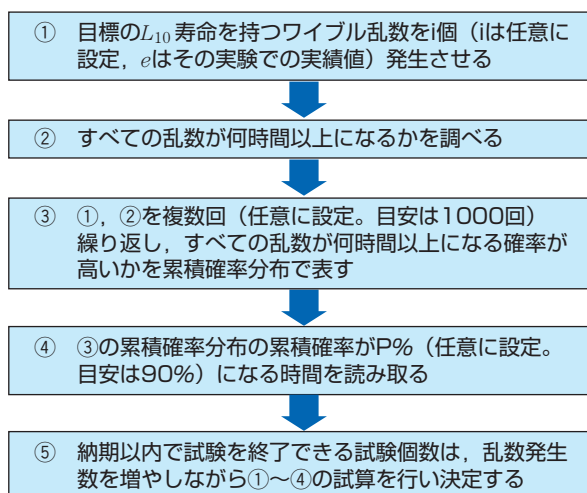 ① 目標のL10 寿命を持つワイブル乱数をi個（iは任意に
設定，eはその実験での実績値）発生させる
② すべての乱数が何時間以上になるかを調べる
③ ①，②を複数回（任意に設定。目安は1000回）
繰り返し，すべての乱数が何時間以上になる確率が
高いかを累積確率分布で表す
④ ③の累積確率分布の累積確率がP％（任意に設定。
目安は90％）になる時間を読み取る
⑤ 納期以内で試験を終了できる試験個数は，乱数発生
数を増やしながら①～④の試算を行い決定する